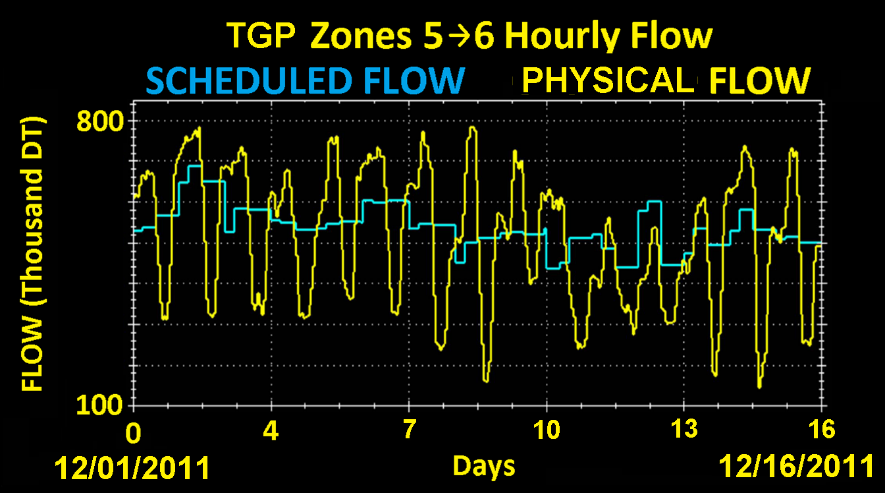 TGP Zones 5→6 Hourly Flow
SCHEDULED FLOW PHYSICAL FLOW
FLOW (Thousand DT)
800
100
0 4 7 10 13 16
12/01/2011 Days 12/16/2011